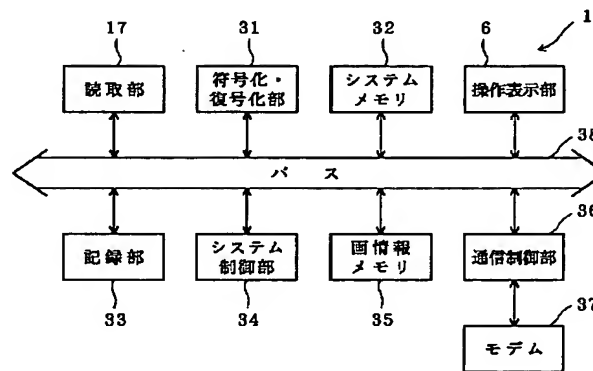 17
31
32
6
1
読取部
符号化・
復号化部
システム
メモリ
操作表示部
38
バス
36
記録部
システム
制御部
画情報
メモリ
通信制御部
33
34
35
37
モデム